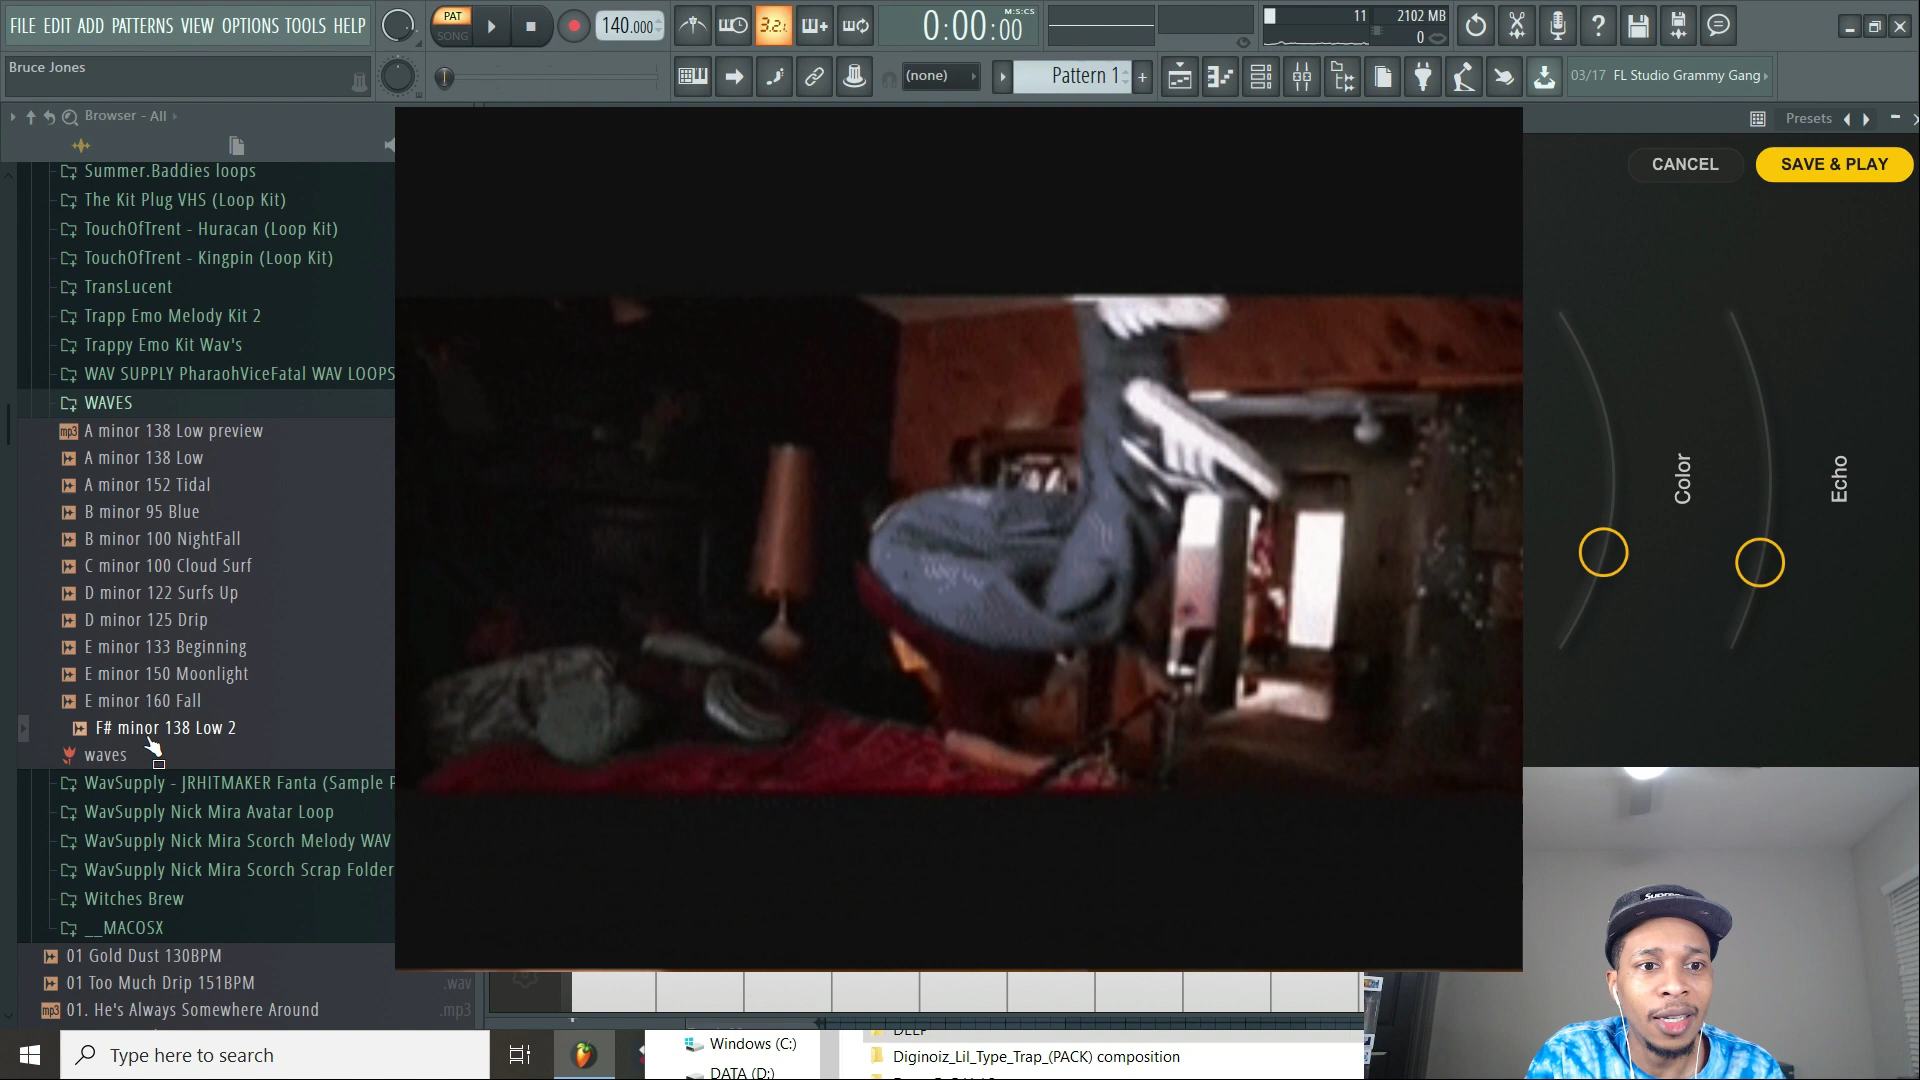 FILE EDIT ADD PATTERNS VIEW OPTIONS TOOLS HELP
PAT
SONG
140.000
3.2.
0:00:00
M:S:CS
11
2102 MB
0
Bruce Jones
(none)
Pattern 1
03/17 FL Studio Grammy Gang
Browser - All
Presets
CANCEL
SAVE & PLAY
Summer.Baddies loops
The Kit Plug VHS (Loop Kit)
TouchOfTrent - Huracan (Loop Kit)
TouchOfTrent - Kingpin (Loop Kit)
TransLucent
Trapp Emo Melody Kit 2
Trappy Emo Kit Wav's
WAV SUPPLY PharaohViceFatal WAV LOOPS
WAVES
mp3 A minor 138 Low preview
A minor 138 Low
A minor 152 Tidal
B minor 95 Blue
B minor 100 NightFall
C minor 100 Cloud Surf
D minor 122 Surfs Up
D minor 125 Drip
E minor 133 Beginning
E minor 150 Moonlight
E minor 160 Fall
F# minor 138 Low 2
waves
WavSupply - JRHITMAKER Fanta (Sample P
WavSupply Nick Mira Avatar Loop
WavSupply Nick Mira Scorch Melody WAV
WavSupply Nick Mira Scorch Scrap Folder
Witches Brew
__MACOSX
01 Gold Dust 130BPM
01 Too Much Drip 151BPM .wav
mp3 01. He's Always Somewhere Around .mp3
Color
Echo
Supreme
Type here to search
Windows (C:)
DATA (D:)
Diginoiz_Lil_Type_Trap_(PACK) composition